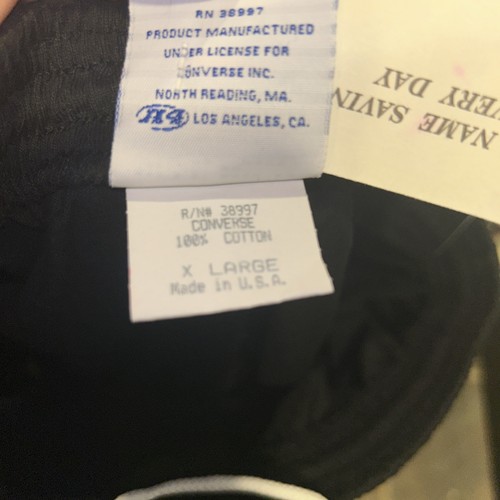 RN 38997
PRODUCT MANUFACTURED
UNDER LICENSE FOR
CONVERSE INC.
NORTH READING, MA.
LOS ANGELES, CA.
R/N# 38997
CONVERSE
100% COTTON
X LARGE
Made in U.S.A.
NAME SAVIN
VERY DAY